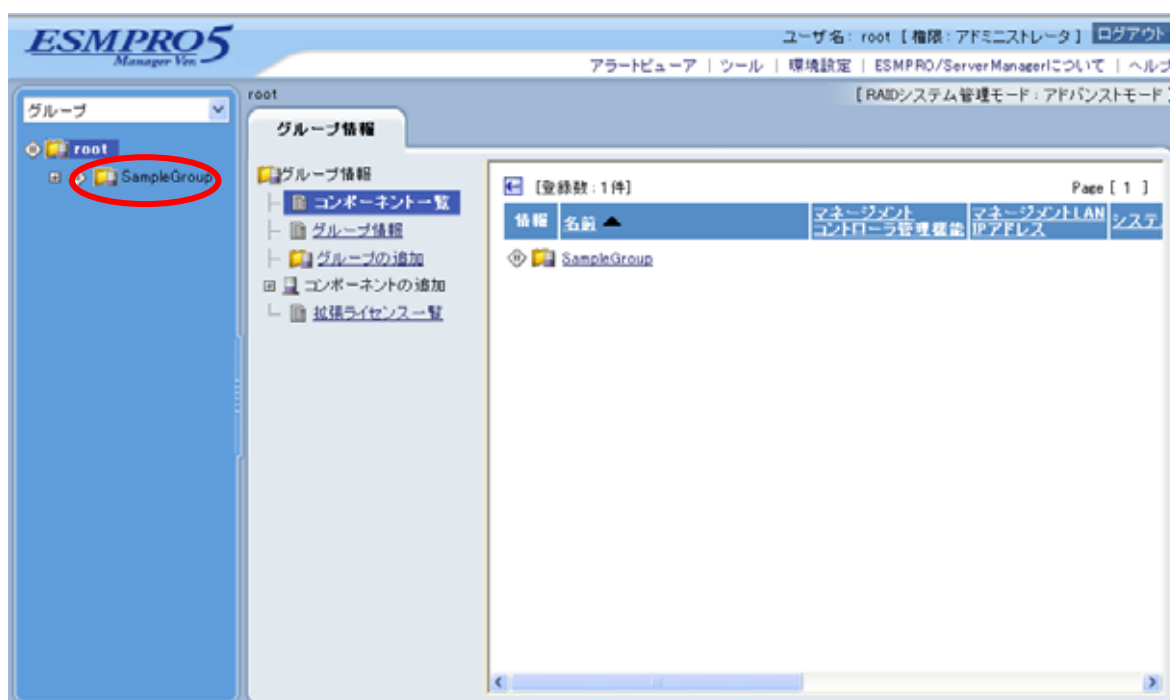 ESMPRO5
Manager Ver.
ユーザ名: root [ 権限 : アドミニストレータ ] ログアウト
アラートビューア | ツール | 環境設定 | ESMPRO/ServerManagerについて | ヘルプ
グループ
root
SampleGroup
root
[ RAIDシステム管理モード : アドバンストモード ]
グループ情報
グループ情報
コンポーネント一覧
グループ情報
グループの追加
コンポーネントの追加
拡張ライセンス一覧
[登録数 : 1 件]
Page [ 1 ]
情報 名前 ▲ マネージメント コントローラ管理機能 マネージメントLAN IPアドレス システ
SampleGroup